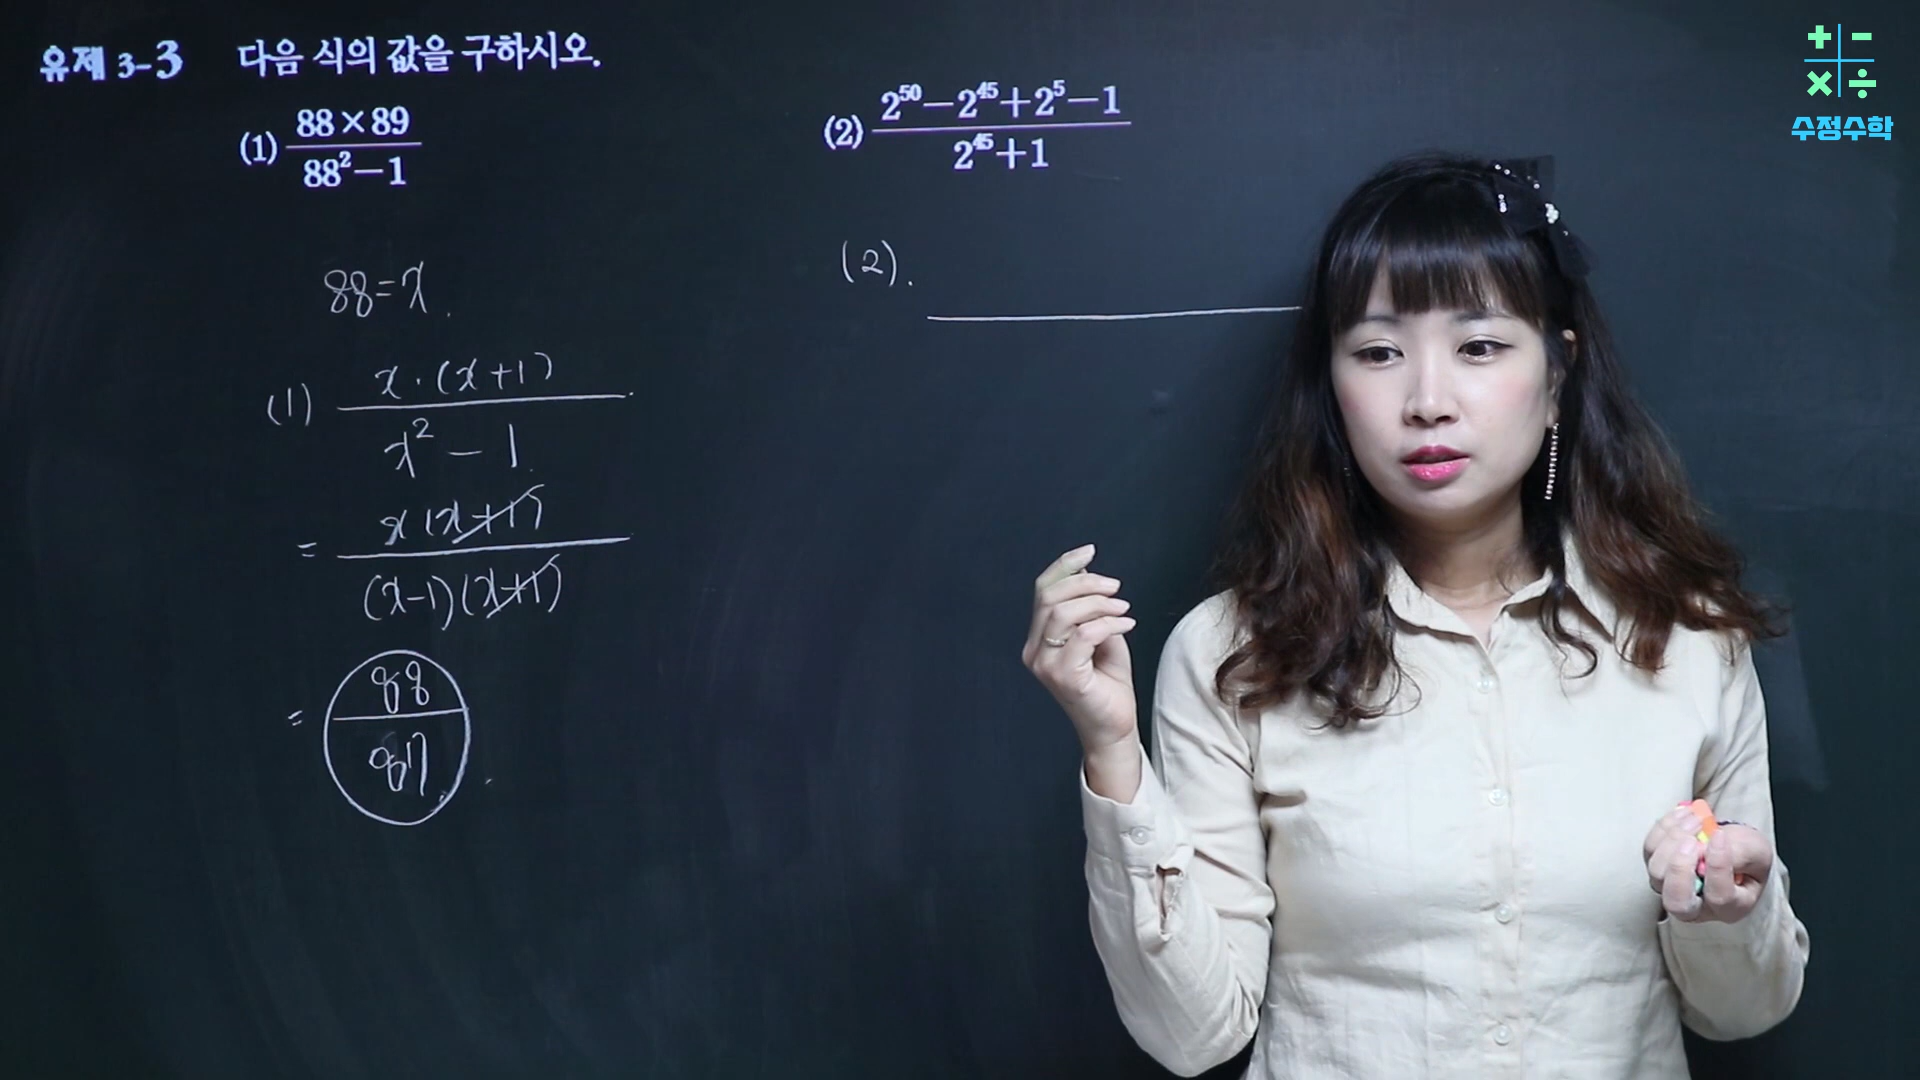 유제 3-3 다음 식의 값을 구하시오.
(1) 88×89
88²-1
(2) 2⁵⁰-2⁴⁵+2⁵-1
2⁴⁵+1
88=x.
(1) x·(x+1)
x²-1
= x(x+1)
(x-1)(x+1)
= 88
87
(2).
수정수학